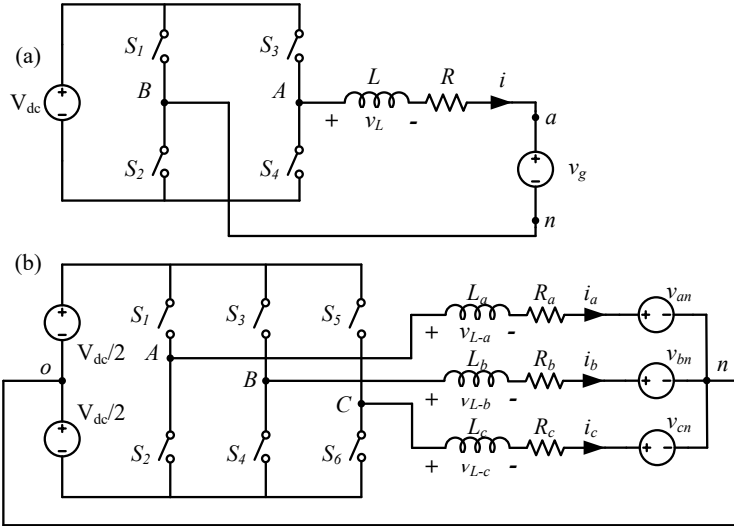 (a)
S1 S3
B A L R i
Vdc + vL - a
S2 S4 vg
n
(b)
La Ra ia van
S1 S3 S5
Vdc/2 A + vL-a -
Lb Rb ib vbn n
o B
Vdc/2 C + vL-b -
Lc Rc ic vcn
S2 S4 S6
+ vL-c -